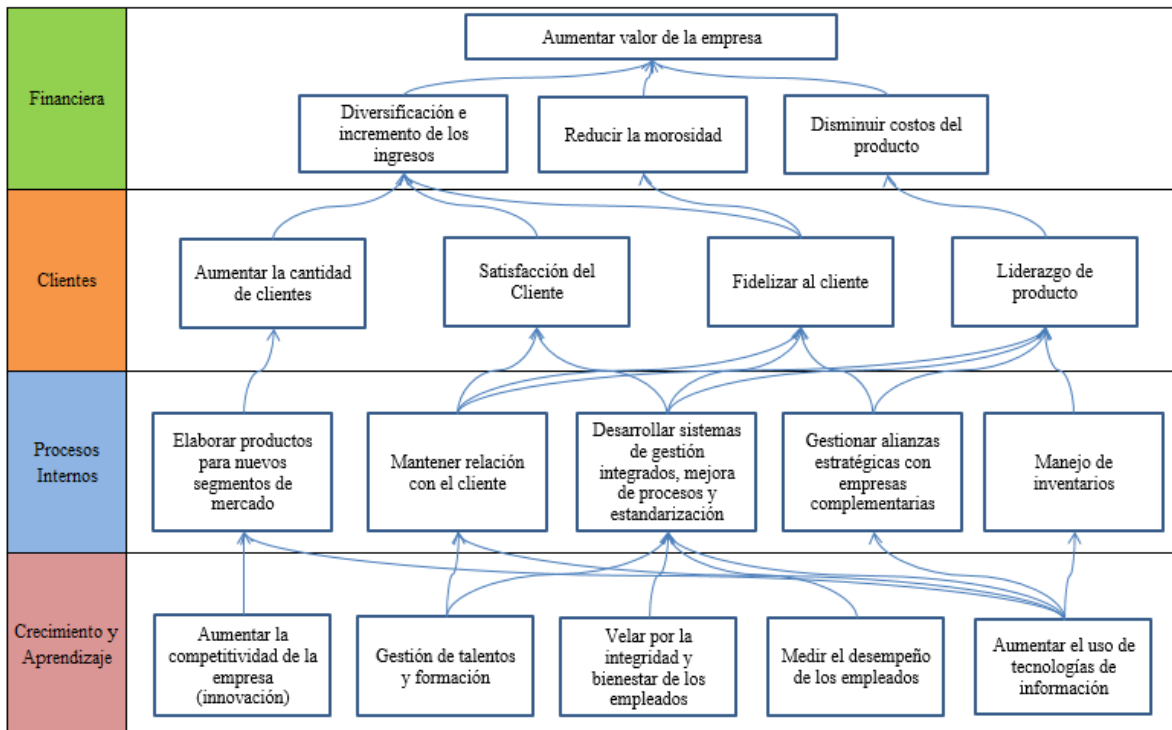 Financiera
Aumentar valor de la empresa
Diversificación e
incremento de los
ingresos
Reducir la morosidad
Disminuir costos del
producto
Clientes
Aumentar la cantidad
de clientes
Satisfacción del
Cliente
Fidelizar al cliente
Liderazgo de
producto
Procesos
Internos
Elaborar productos
para nuevos
segmentos de
mercado
Mantener relación
con el cliente
Desarrollar sistemas
de gestión
integrados, mejora
de procesos y
estandarización
Gestionar alianzas
estratégicas con
empresas
complementarias
Manejo de
inventarios
Crecimiento y
Aprendizaje
Aumentar la
competitividad de la
empresa
(innovación)
Gestión de talentos
y formación
Velar por la
integridad y
bienestar de los
empleados
Medir el desempeño
de los empleados
Aumentar el uso de
tecnologías de
información